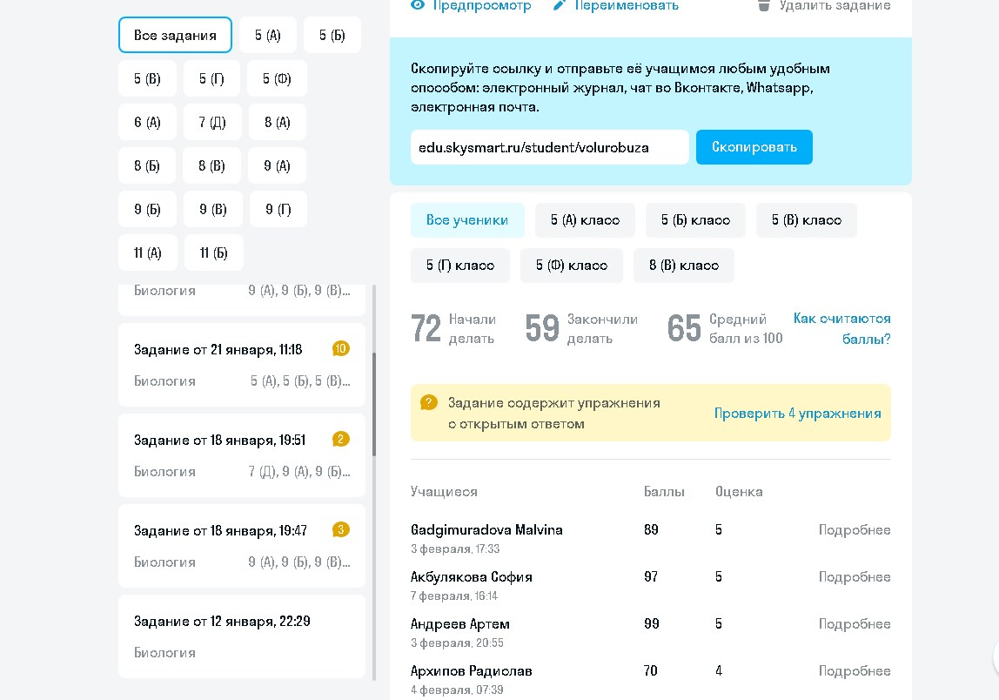 Все задания
5 (А)
5 (Б)
5 (В)
5 (Г)
5 (Ф)
6 (А)
7 (Д)
8 (А)
8 (Б)
8 (В)
9 (А)
9 (Б)
9 (В)
9 (Г)
11 (А)
11 (Б)
Биология 9 (А), 9 (Б), 9 (В)...
Задание от 21 января, 11:18 10
Биология 5 (А), 5 (Б), 5 (В)...
Задание от 18 января, 19:51 2
Биология 7 (Д), 9 (А), 9 (Б)...
Задание от 18 января, 19:47 3
Биология 9 (А), 9 (Б), 9 (В)...
Задание от 12 января, 22:29
Биология
Предпросмотр Переименовать Удалить задание
Скопируйте ссылку и отправьте её учащимся любым удобным
способом: электронный журнал, чат во Вконтакте, Whatsapp,
электронная почта.
edu.skysmart.ru/student/volurobuza Скопировать
Все ученики 5 (А) класс 5 (Б) класс 5 (В) класс
5 (Г) класс 5 (Ф) класс 8 (В) класс
72 Начали делать
59 Закончили делать
65 Средний балл из 100
Как считаются баллы?
? Задание содержит упражнения
с открытым ответом
Проверить 4 упражнения
Учащиеся Баллы Оценка
Gadgimuradova Malvina 89 5 Подробнее
3 февраля, 17:33
Акбулякова София 97 5 Подробнее
7 февраля, 16:14
Андреев Артем 99 5 Подробнее
3 февраля, 20:55
Архипов Радислав 70 4 Подробнее
4 февраля, 07:39